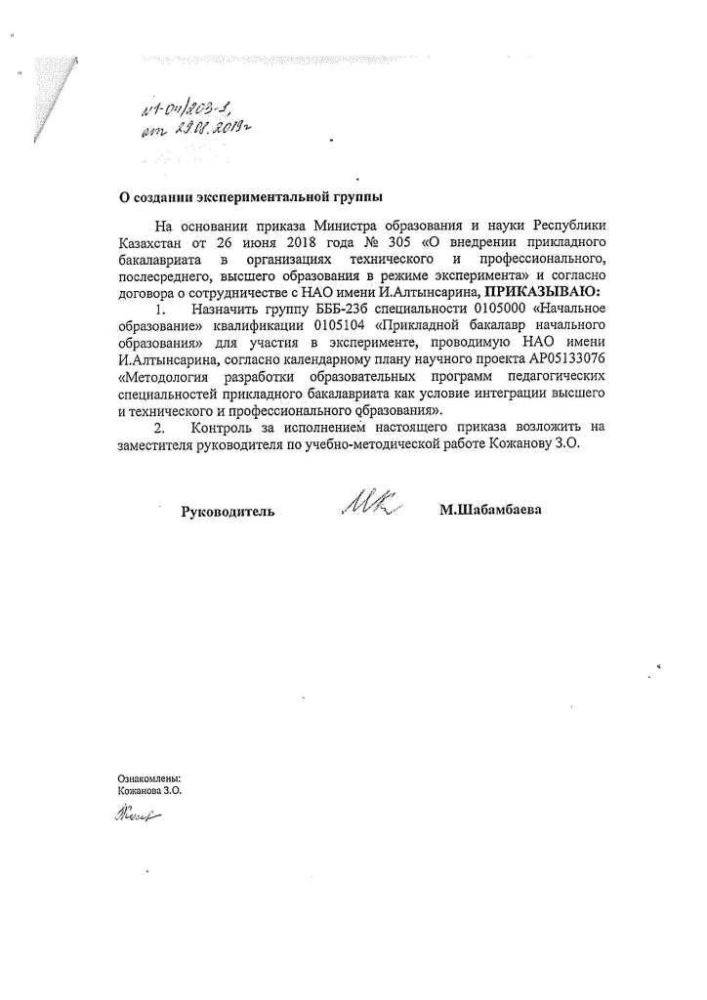 №1-04/203-1,
от 29.08.2019г
О создании экспериментальной группы
На основании приказа Министра образования и науки Республики
Казахстан от 26 июня 2018 года № 305 «О внедрении прикладного
бакалавриата в организациях технического и профессионального,
послесреднего, высшего образования в режиме эксперимента» и согласно
договора о сотрудничестве с НАО имени И.Алтынсарина, ПРИКАЗЫВАЮ:
1. Назначить группу БББ-23б специальности 0105000 «Начальное
образование» квалификации 0105104 «Прикладной бакалавр начального
образования» для участия в эксперименте, проводимую НАО имени
И.Алтынсарина, согласно календарному плану научного проекта АР05133076
«Методология разработки образовательных программ педагогических
специальностей прикладного бакалавриата как условие интеграции высшего
и технического и профессионального образования».
2. Контроль за исполнением настоящего приказа возложить на
заместителя руководителя по учебно-методической работе Кожанову З.О.
Руководитель М.Шабамбаева
Ознакомлены:
Кожанова З.О.